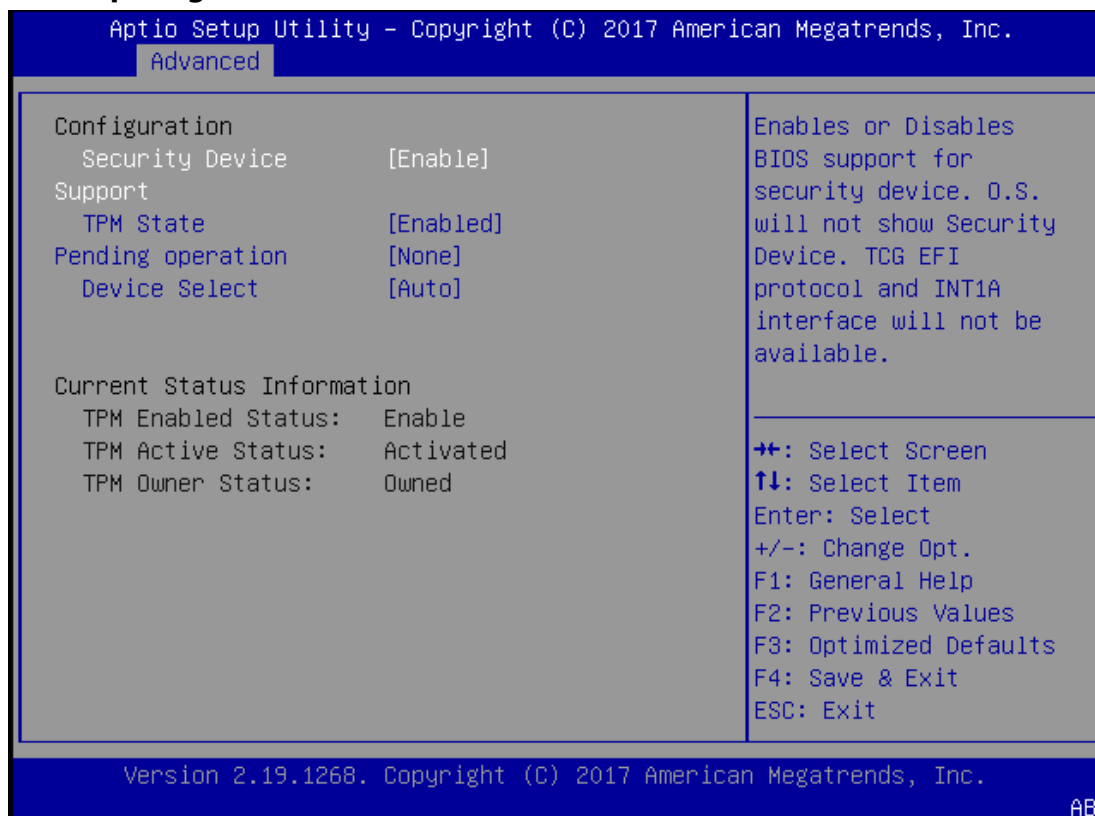 Aptio Setup Utility – Copyright (C) 2017 American Megatrends, Inc.
Advanced
Configuration
Security Device [Enable]
Support
TPM State [Enabled]
Pending operation [None]
Device Select [Auto]
Current Status Information
TPM Enabled Status: Enable
TPM Active Status: Activated
TPM Owner Status: Owned
Enables or Disables
BIOS support for
security device. O.S.
will not show Security
Device. TCG EFI
protocol and INT1A
interface will not be
available.
→←: Select Screen
↑↓: Select Item
Enter: Select
+/-: Change Opt.
F1: General Help
F2: Previous Values
F3: Optimized Defaults
F4: Save & Exit
ESC: Exit
Version 2.19.1268. Copyright (C) 2017 American Megatrends, Inc.
AB